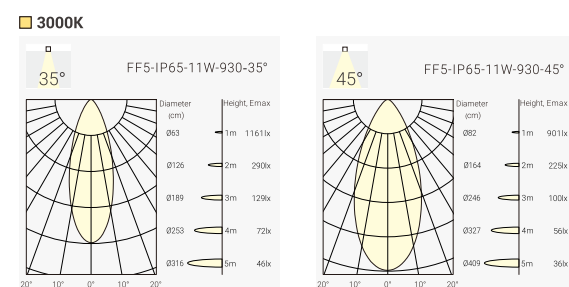 3000K
35°
FF5-IP65-11W-930-35°
Diameter (cm)
Height, Emax
Ø63 1m 1161lx
Ø126 2m 290lx
Ø189 3m 129lx
Ø253 4m 72lx
Ø316 5m 46lx
20° 10° 0° 10° 20°
45°
FF5-IP65-11W-930-45°
Diameter (cm)
Height, Emax
Ø82 1m 901lx
Ø164 2m 225lx
Ø246 3m 100lx
Ø327 4m 56lx
Ø409 5m 36lx
20° 10° 0° 10° 20°